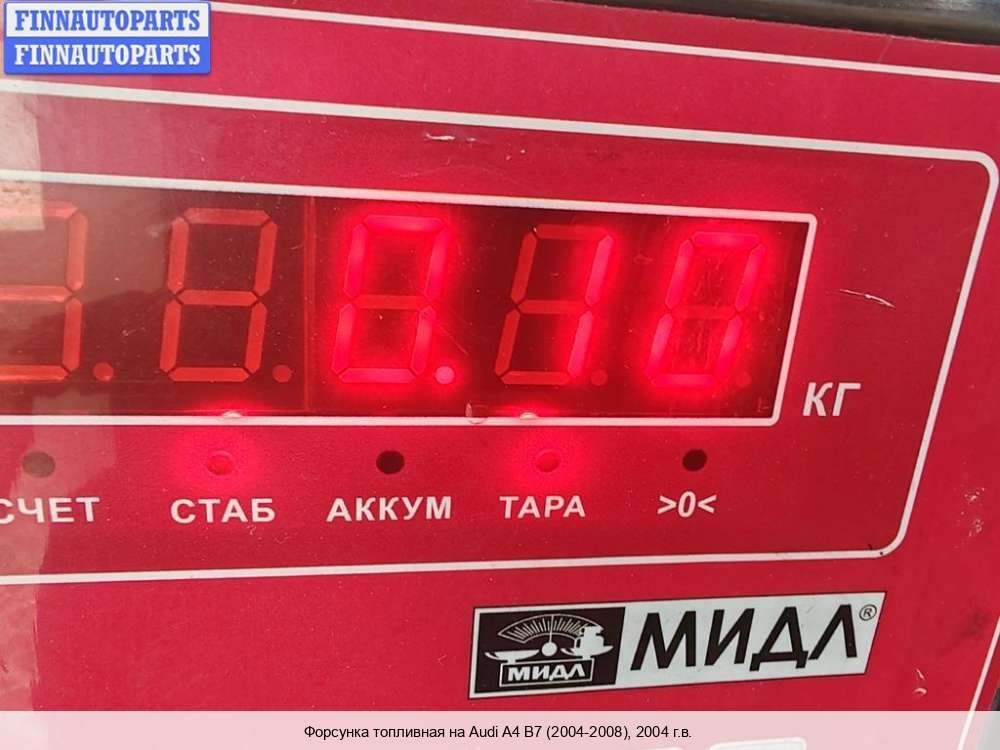 FINNAUTOPARTS
FINNAUTOPARTS
0.10
КГ
СЧЕТ СТАБ АККУМ ТАРА >0<
МИДЛ МИДЛ®
Форсунка топливная на Audi A4 B7 (2004-2008), 2004 г.в.